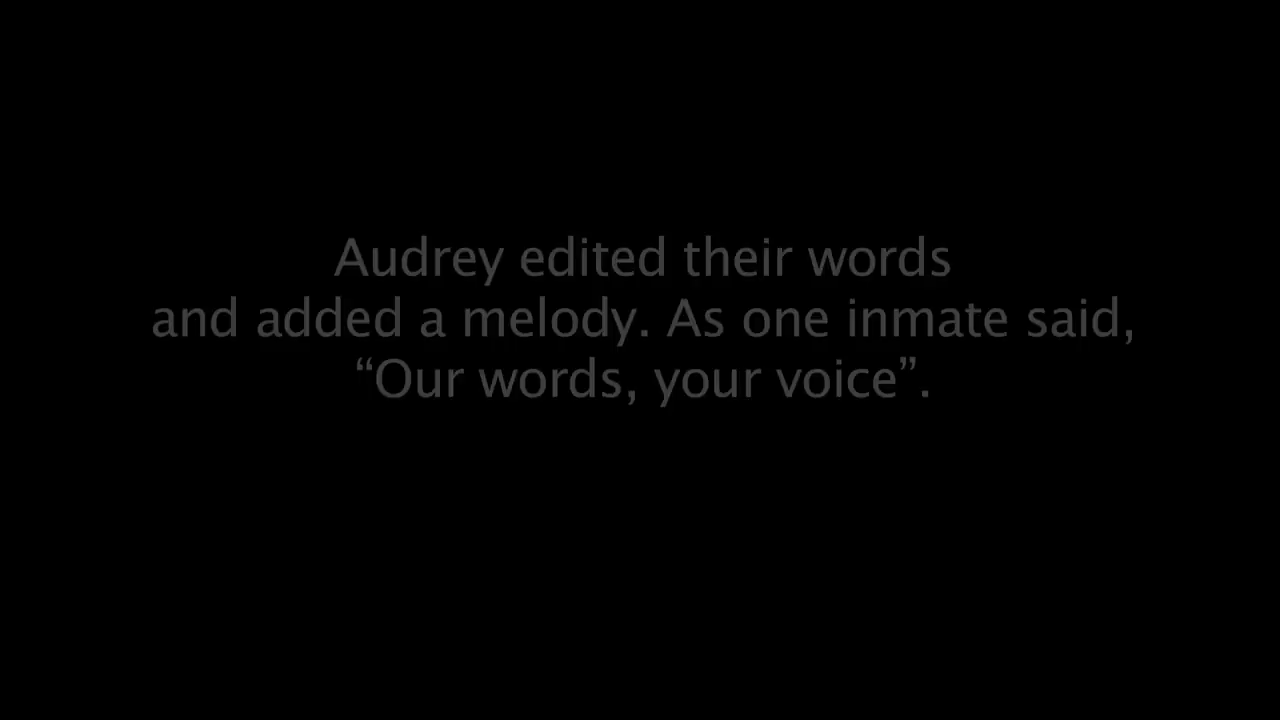 Audrey edited their words
and added a melody. As one inmate said,
“Our words, your voice”.